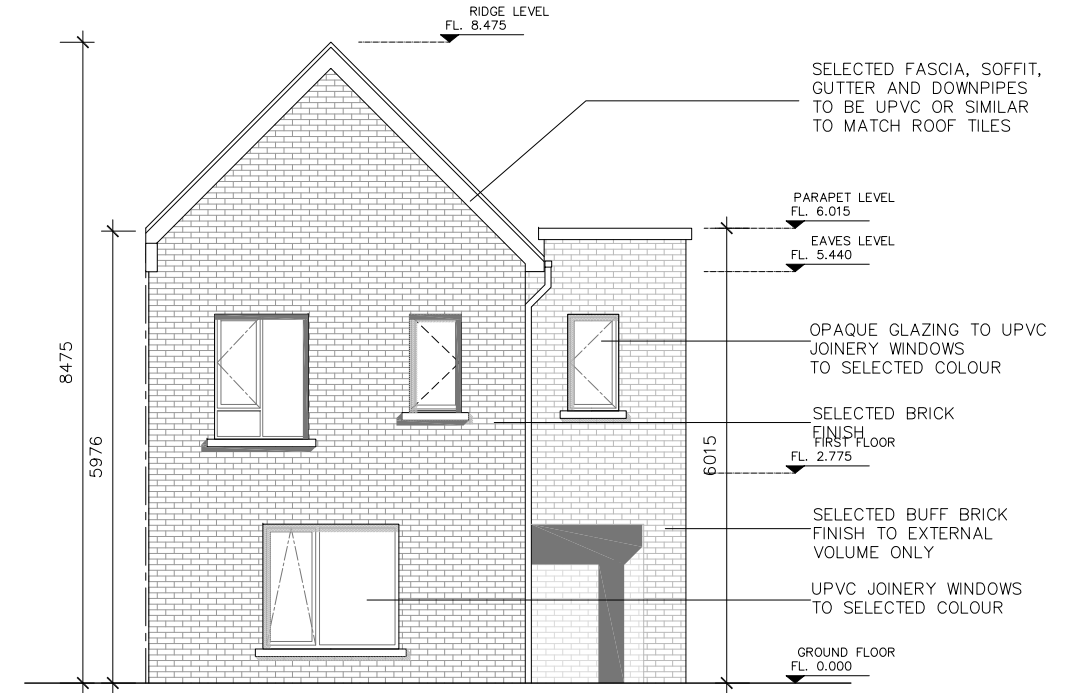 RIDGE LEVEL
FL. 8.475
SELECTED FASCIA, SOFFIT,
GUTTER AND DOWNPIPES
TO BE UPVC OR SIMILAR
TO MATCH ROOF TILES
PARAPET LEVEL
FL. 6.015
EAVES LEVEL
FL. 5.440
OPAQUE GLAZING TO UPVC
JOINERY WINDOWS
TO SELECTED COLOUR
8475
5976
6015
SELECTED BRICK
FINISH
FIRST FLOOR
FL. 2.775
SELECTED BUFF BRICK
FINISH TO EXTERNAL
VOLUME ONLY
UPVC JOINERY WINDOWS
TO SELECTED COLOUR
GROUND FLOOR
FL. 0.000